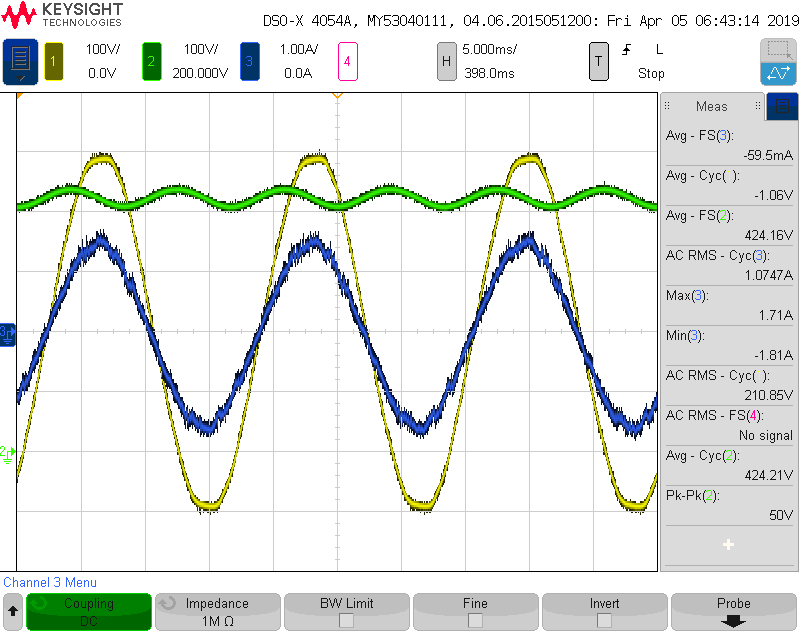 KEYSIGHT
TECHNOLOGIES
DSO-X 4054A, MY53040111, 04.06.2015051200: Fri Apr 05 06:43:14 2019
1 100V/ 2 100V/ 3 1.00A/ 4 H 5.000ms/ T L
0.0V 200.000V 0.0A 398.0ms Stop
Meas
Avg - FS(3):
-59.5mA
Avg - Cyc( ):
-1.06V
Avg - FS(2):
424.16V
AC RMS - Cyc(3):
1.0747A
Max(3):
1.71A
Min(3):
-1.81A
AC RMS - Cyc( ):
210.85V
AC RMS - FS(4):
No signal
Avg - Cyc(2):
424.21V
Pk-Pk(2):
50V
3
2
Channel 3 Menu
Coupling Impedance BW Limit Fine Invert Probe
DC 1M Ω